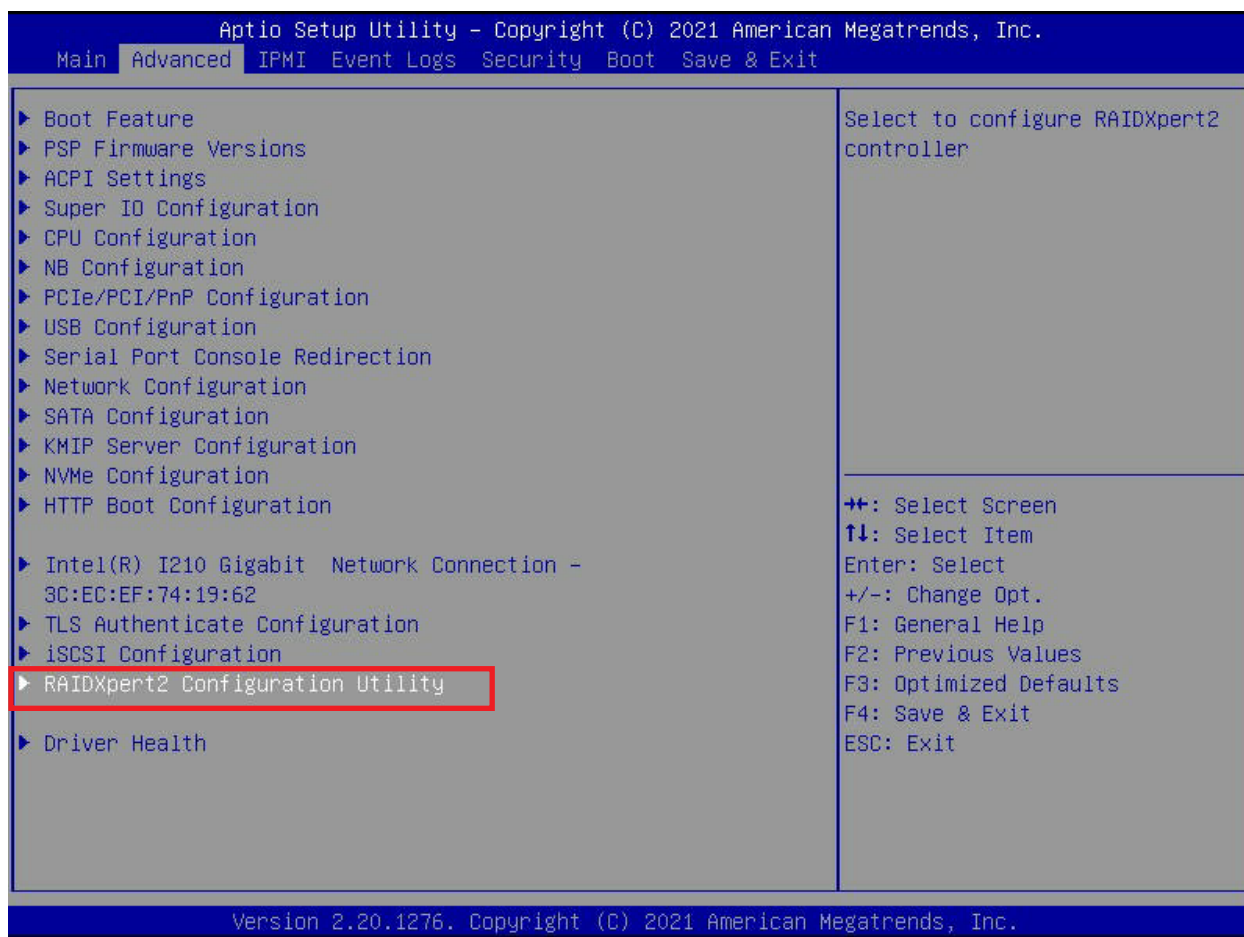 Aptio Setup Utility – Copyright (C) 2021 American Megatrends, Inc.
Main Advanced IPMI Event Logs Security Boot Save & Exit
Boot Feature
PSP Firmware Versions
ACPI Settings
Super IO Configuration
CPU Configuration
NB Configuration
PCIe/PCI/PnP Configuration
USB Configuration
Serial Port Console Redirection
Network Configuration
SATA Configuration
KMIP Server Configuration
NVMe Configuration
HTTP Boot Configuration
Intel(R) I210 Gigabit  Network Connection –
3C:EC:EF:74:19:62
TLS Authenticate Configuration
iSCSI Configuration
RAIDXpert2 Configuration Utility
Driver Health
Select to configure RAIDXpert2
controller
→←: Select Screen
↑↓: Select Item
Enter: Select
+/-: Change Opt.
F1: General Help
F2: Previous Values
F3: Optimized Defaults
F4: Save & Exit
ESC: Exit
Version 2.20.1276. Copyright (C) 2021 American Megatrends, Inc.